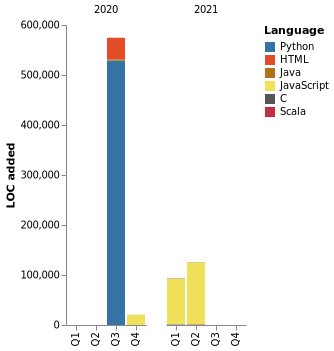 2020 2021
Language
Python
HTML
Java
JavaScript
C
Scala
LOC added
600,000
500,000
400,000
300,000
200,000
100,000
0
Q1 Q2 Q3 Q4 Q1 Q2 Q3 Q4